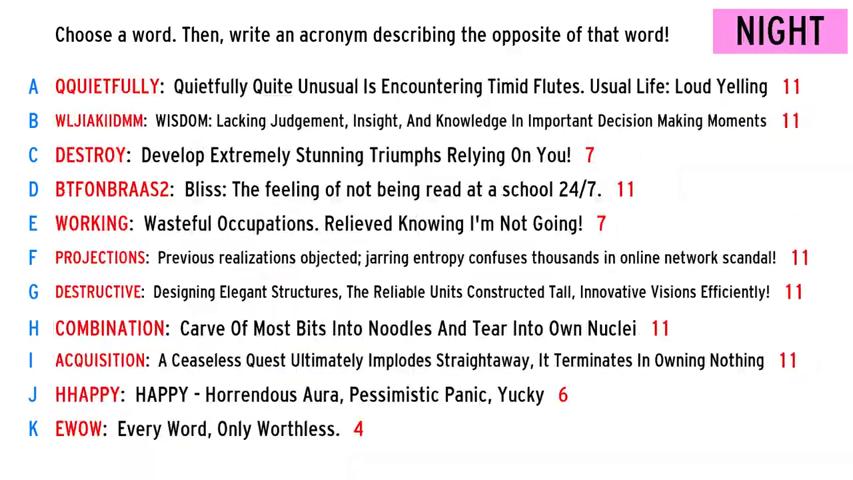 Choose a word. Then, write an acronym describing the opposite of that word!
NIGHT
A QQUIETFULLY: Quietfully Quite Unusual Is Encountering Timid Flutes. Usual Life: Loud Yelling 11
B WLJIAKIIDMM: WISDOM: Lacking Judgement, Insight, And Knowledge In Important Decision Making Moments 11
C DESTROY: Develop Extremely Stunning Triumphs Relying On You! 7
D BTFONBRAAS2: Bliss: The feeling of not being read at a school 24/7. 11
E WORKING: Wasteful Occupations. Relieved Knowing I'm Not Going! 7
F PROJECTIONS: Previous realizations objected; jarring entropy confuses thousands in online network scandal! 11
G DESTRUCTIVE: Designing Elegant Structures, The Reliable Units Constructed Tall, Innovative Visions Efficiently! 11
H COMBINATION: Carve Of Most Bits Into Noodles And Tear Into Own Nuclei 11
I ACQUISITION: A Ceaseless Quest Ultimately Implodes Straightaway, It Terminates In Owning Nothing 11
J HHAPPY: HAPPY - Horrendous Aura, Pessimistic Panic, Yucky 6
K EWOW: Every Word, Only Worthless. 4